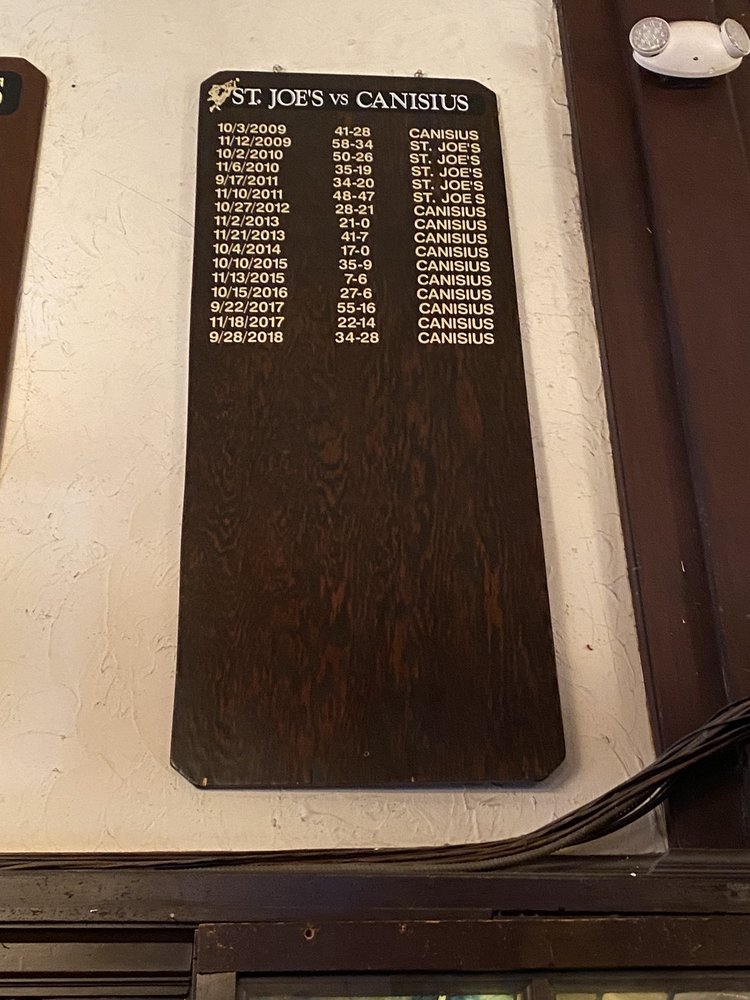 S
ST. JOE'S VS CANISIUS
10/3/2009 41-28 CANISIUS
11/12/2009 58-34 ST. JOE'S
10/2/2010 50-26 ST. JOE'S
11/6/2010 35-19 ST. JOE'S
9/17/2011 34-20 ST. JOE'S
11/10/2011 48-47 ST. JOE S
10/27/2012 28-21 CANISIUS
11/2/2013 21-0 CANISIUS
11/21/2013 41-7 CANISIUS
10/4/2014 17-0 CANISIUS
10/10/2015 35-9 CANISIUS
11/13/2015 7-6 CANISIUS
10/15/2016 27-6 CANISIUS
9/22/2017 55-16 CANISIUS
11/18/2017 22-14 CANISIUS
9/28/2018 34-28 CANISIUS